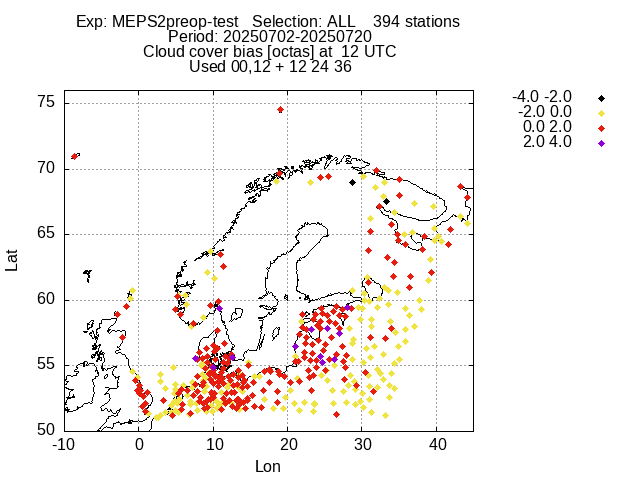 Exp: MEPS2preop-test   Selection: ALL    394 stations
Period: 20250702-20250720
Cloud cover bias [octas] at  12 UTC
Used 00,12 + 12 24 36
-4.0 -2.0
-2.0 0.0
0.0 2.0
2.0 4.0
75
70
65
60
55
50
Lat
-10 0 10 20 30 40
Lon